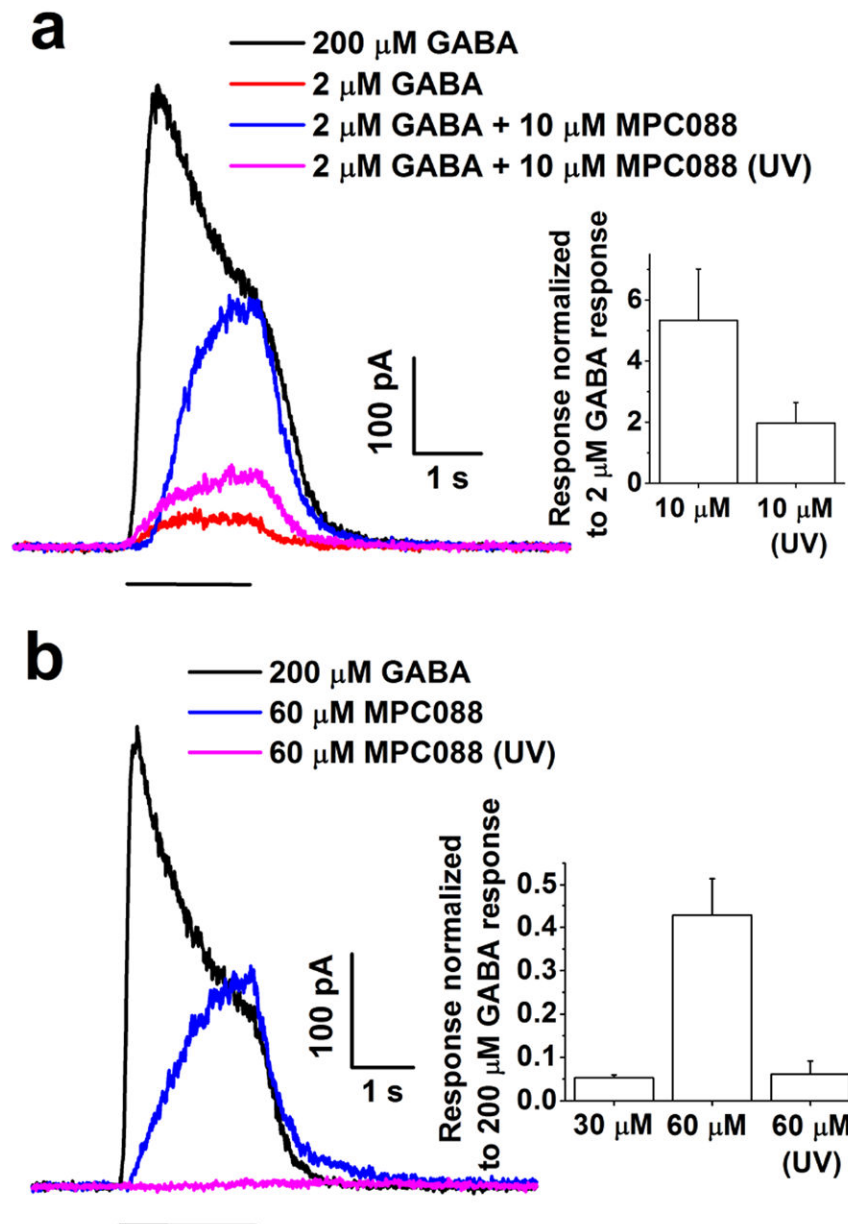 a
200 μM GABA
2 μM GABA
2 μM GABA + 10 μM MPC088
2 μM GABA + 10 μM MPC088 (UV)
100 pA
1 s
Response normalized
to 2 μM GABA response
6
4
2
0
10 μM
10 μM
(UV)
b
200 μM GABA
60 μM MPC088
60 μM MPC088 (UV)
100 pA
1 s
Response normalized
to 200 μM GABA response
0.5
0.4
0.3
0.2
0.1
0.0
30 μM
60 μM
60 μM
(UV)